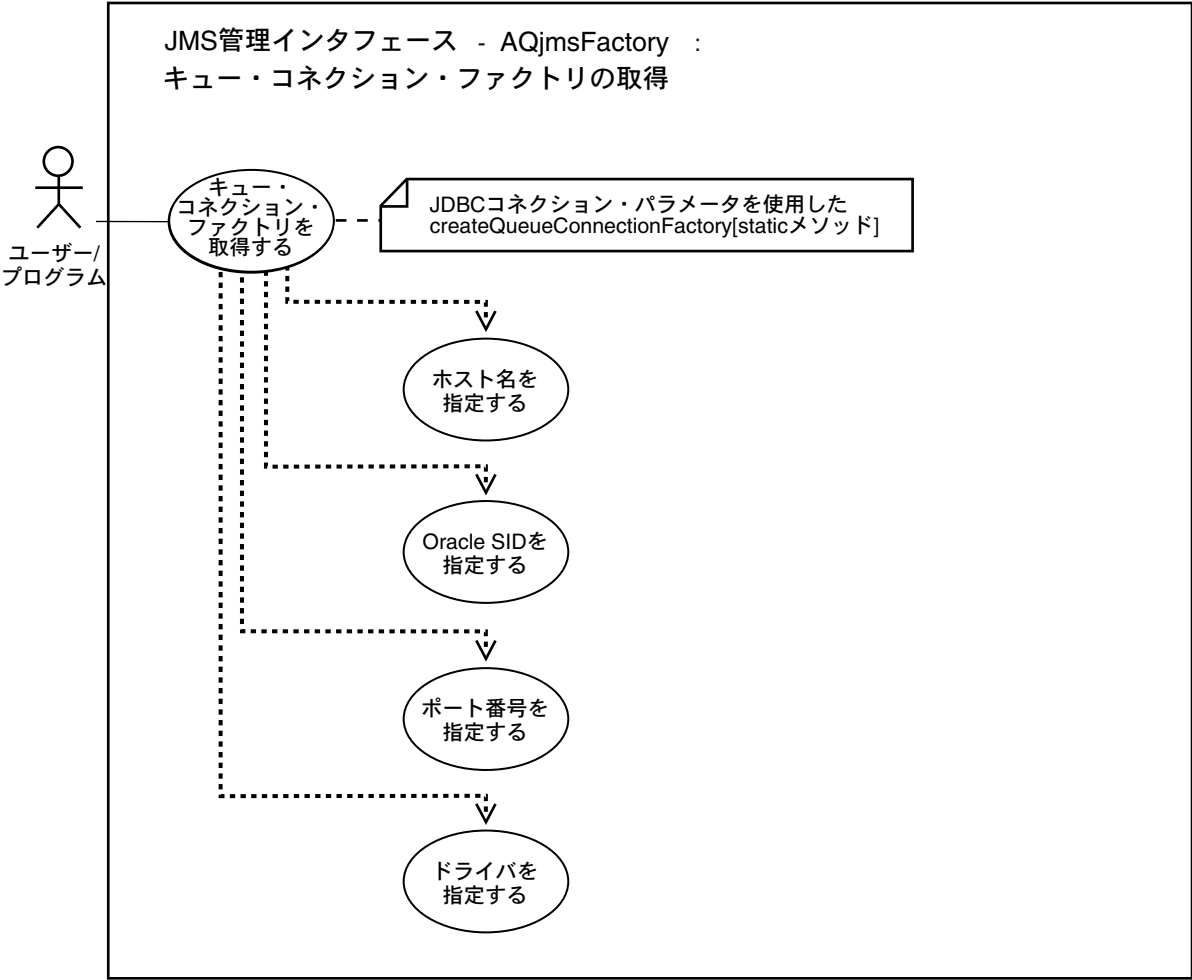 JMS管理インタフェース - AQjmsFactory :
キュー・コネクション・ファクトリの取得
キュー・
コネクション・
ファクトリを
取得する
JDBCコネクション・パラメータを使用した
createQueueConnectionFactory[staticメソッド]
ユーザー/
プログラム
ホスト名を
指定する
Oracle SIDを
指定する
ポート番号を
指定する
ドライバを
指定する